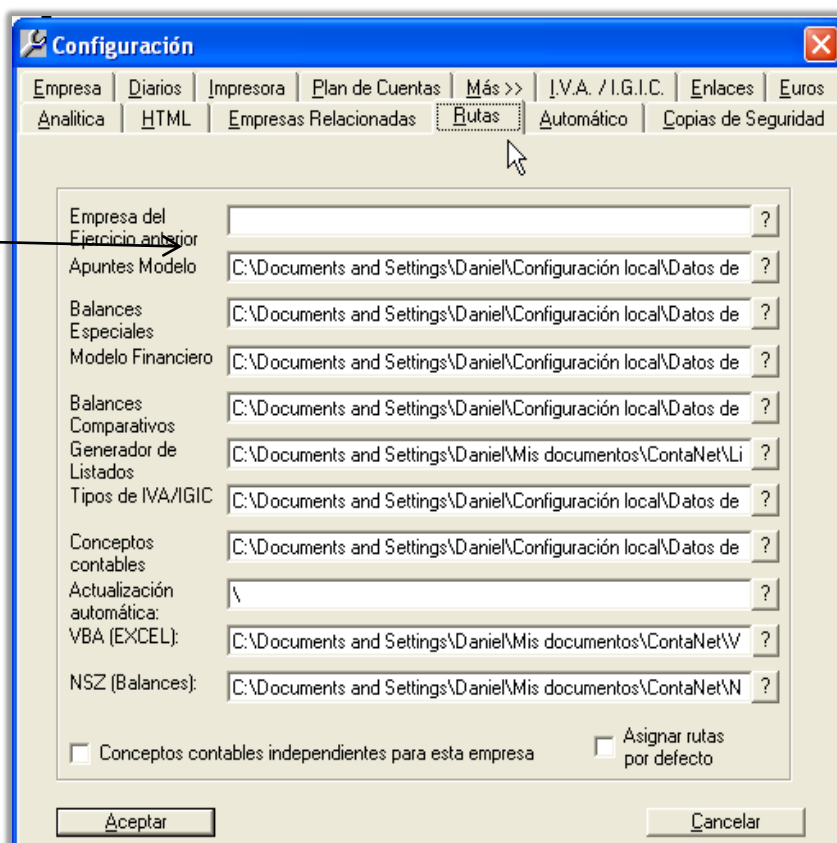 Configuración
Empresa Diarios Impresora Plan de Cuentas Más >> I.V.A. / I.G.I.C. Enlaces Euros
Analítica HTML Empresas Relacionadas Rutas Automático Copias de Seguridad
Empresa del
Ejercicio anterior
?
Apuntes Modelo C:\Documents and Settings\Daniel\Configuración local\Datos de ?
Balances
Especiales
C:\Documents and Settings\Daniel\Configuración local\Datos de ?
Modelo Financiero C:\Documents and Settings\Daniel\Configuración local\Datos de ?
Balances
Comparativos
C:\Documents and Settings\Daniel\Configuración local\Datos de ?
Generador de
Listados
C:\Documents and Settings\Daniel\Mis documentos\ContaNet\Li ?
Tipos de IVA/IGIC C:\Documents and Settings\Daniel\Configuración local\Datos de ?
Conceptos
contables
C:\Documents and Settings\Daniel\Configuración local\Datos de ?
Actualización
automática:
\ ?
VBA (EXCEL): C:\Documents and Settings\Daniel\Mis documentos\ContaNet\V ?
NSZ (Balances): C:\Documents and Settings\Daniel\Mis documentos\ContaNet\N ?
Conceptos contables independientes para esta empresa
Asignar rutas
por defecto
Aceptar Cancelar